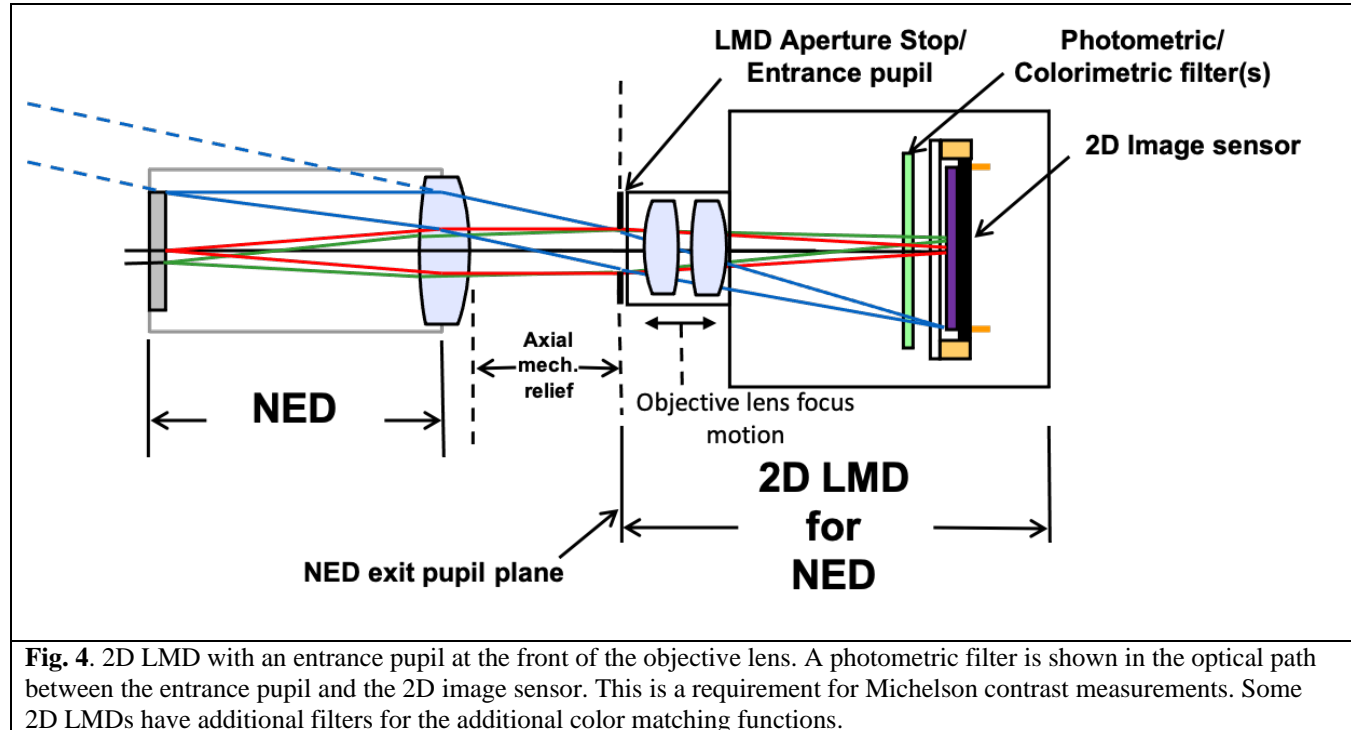 LMD Aperture Stop/
Entrance pupil
Photometric/
Colorimetric filter(s)
2D Image sensor
Axial
mech.
relief
NED
Objective lens focus
motion
2D LMD
for
NED
NED exit pupil plane
Fig. 4. 2D LMD with an entrance pupil at the front of the objective lens. A photometric filter is shown in the optical path
between the entrance pupil and the 2D image sensor. This is a requirement for Michelson contrast measurements. Some
2D LMDs have additional filters for the additional color matching functions.